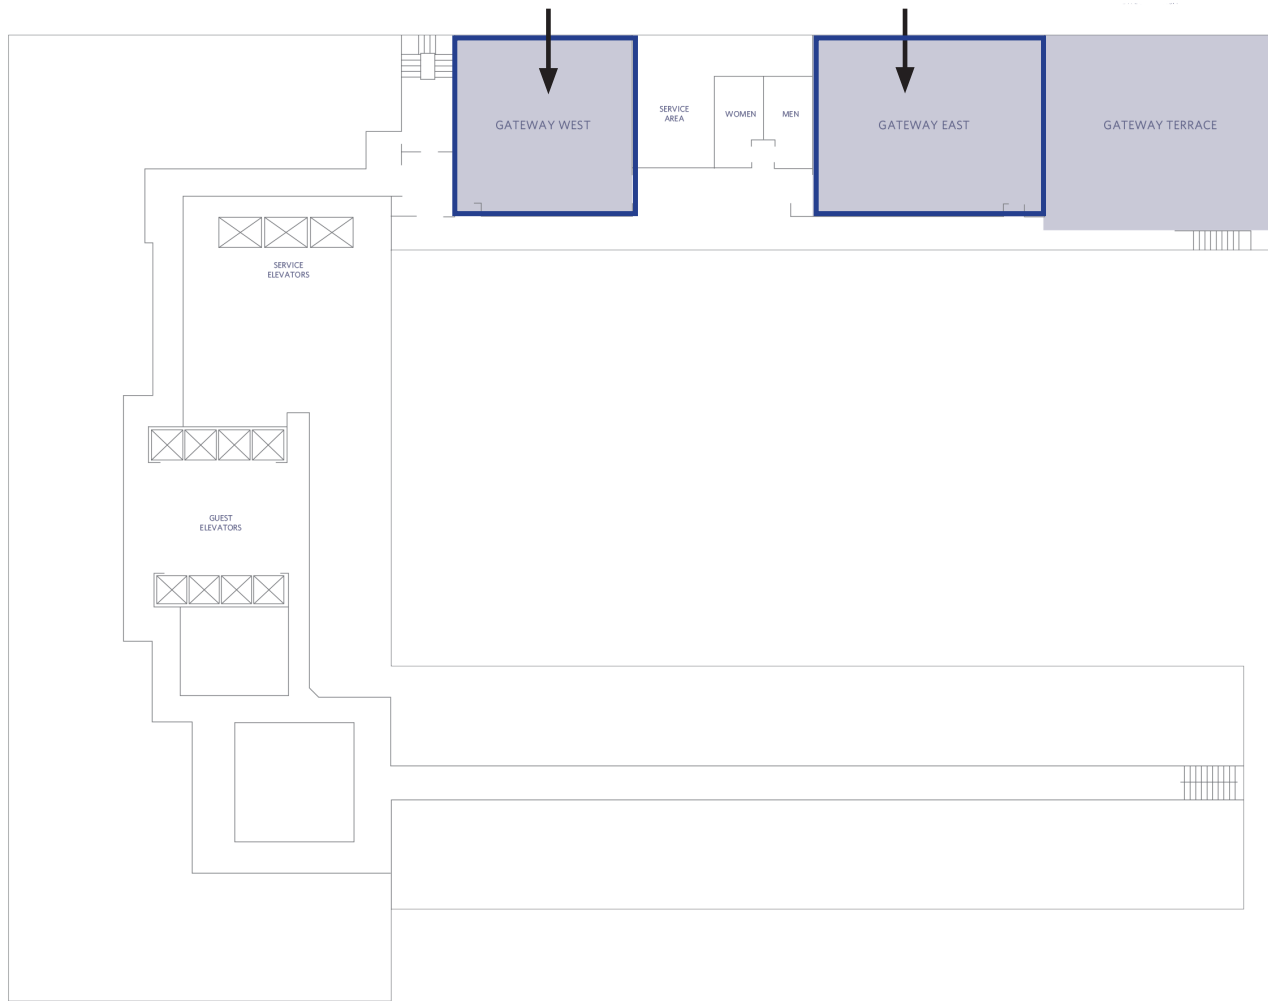 GATEWAY WEST
SERVICE
AREA
WOMEN
MEN
GATEWAY EAST
GATEWAY TERRACE
SERVICE
ELEVATORS
GUEST
ELEVATORS